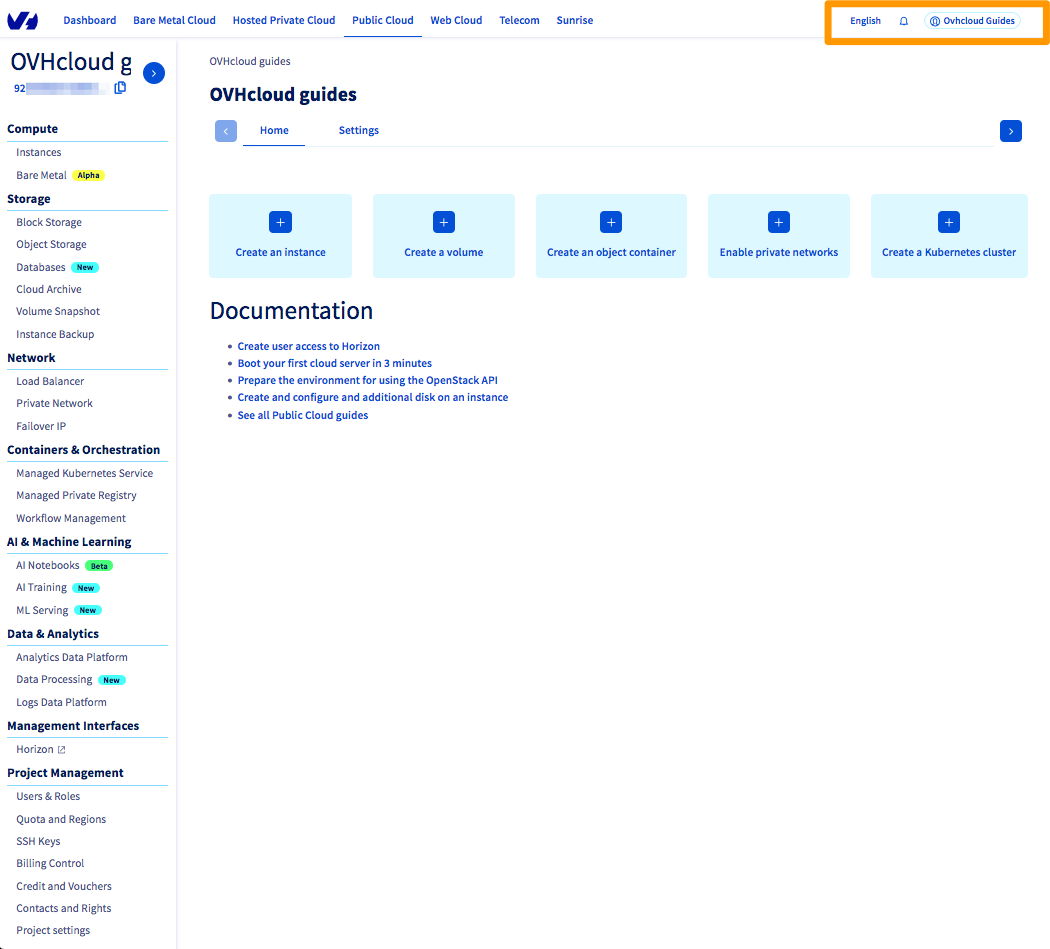 Dashboard Bare Metal Cloud Hosted Private Cloud Public Cloud Web Cloud Telecom Sunrise English Ovhcloud Guides
OVHcloud g
92
Compute
Instances
Bare Metal Alpha
Storage
Block Storage
Object Storage
Databases New
Cloud Archive
Volume Snapshot
Instance Backup
Network
Load Balancer
Private Network
Failover IP
Containers & Orchestration
Managed Kubernetes Service
Managed Private Registry
Workflow Management
AI & Machine Learning
AI Notebooks Beta
AI Training New
ML Serving New
Data & Analytics
Analytics Data Platform
Data Processing New
Logs Data Platform
Management Interfaces
Horizon
Project Management
Users & Roles
Quota and Regions
SSH Keys
Billing Control
Credit and Vouchers
Contacts and Rights
Project settings
OVHcloud guides
OVHcloud guides
Home Settings
Create an instance Create a volume Create an object container Enable private networks Create a Kubernetes cluster
Documentation
• Create user access to Horizon
• Boot your first cloud server in 3 minutes
• Prepare the environment for using the OpenStack API
• Create and configure and additional disk on an instance
• See all Public Cloud guides